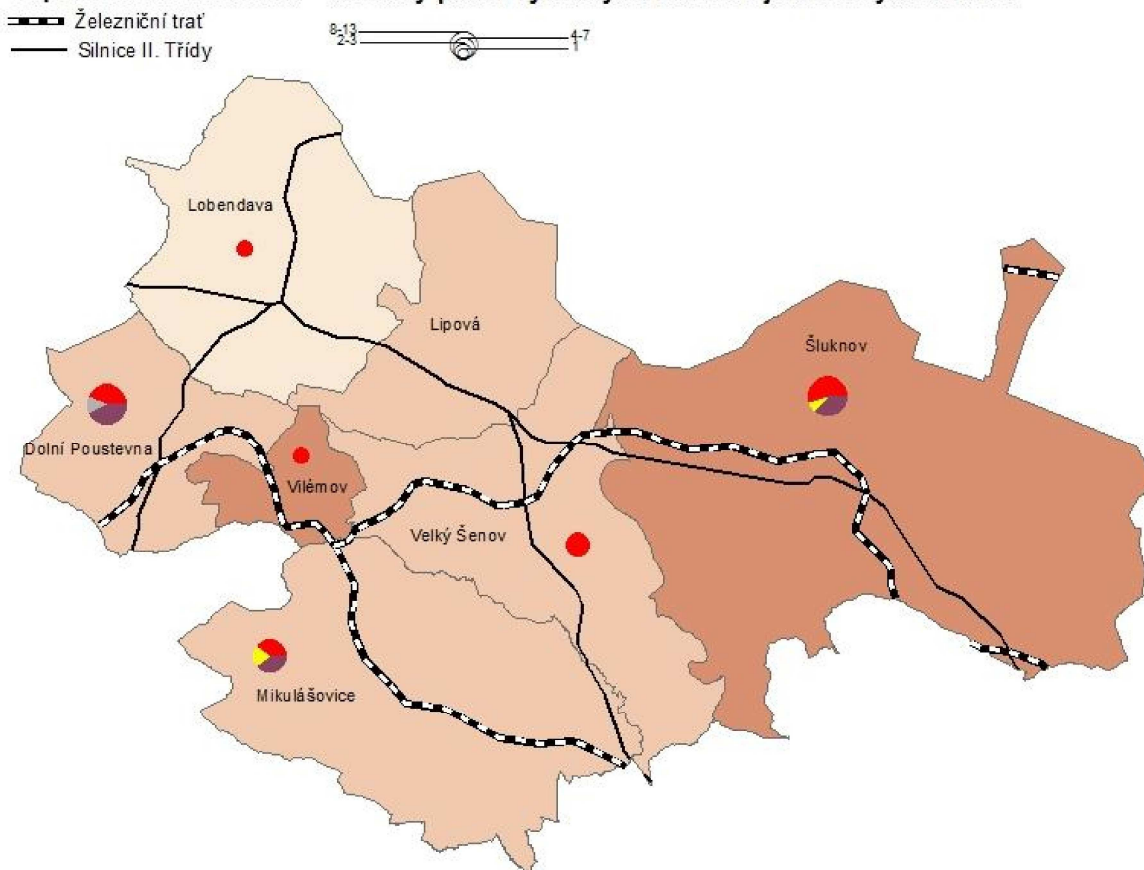 Železniční trať
Silnice II. Třídy
8-13
2-3
4-7
1
Lobendava
Lipová
Šluknov
Dolní Poustevna
Vilémov
Velký Šenov
Mikulášovice